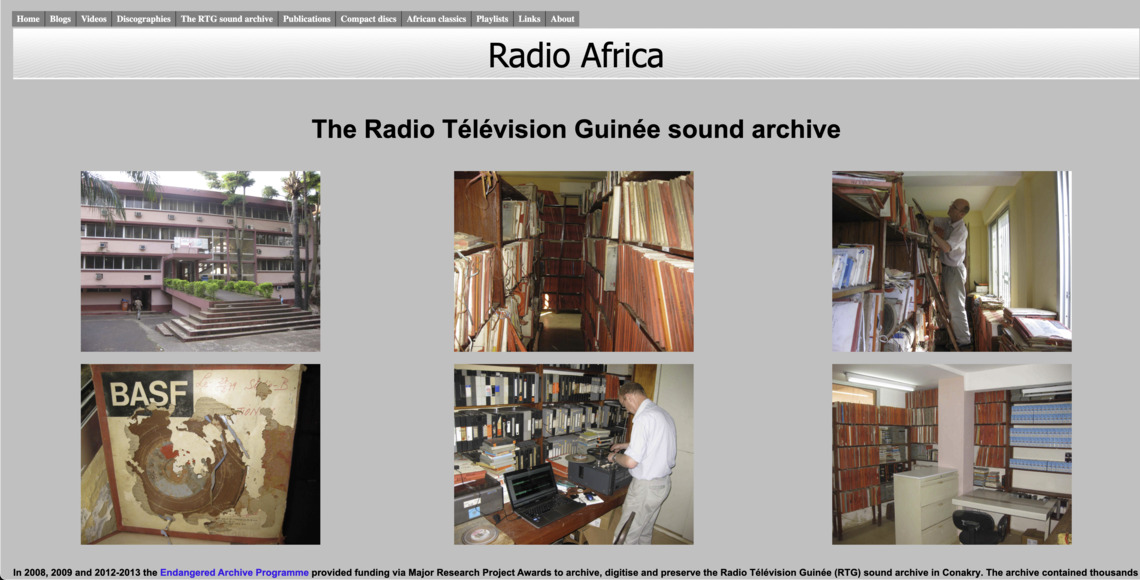 Home Blogs Videos Discographies The RTG sound archive Publications Compact discs African classics Playlists Links About
Radio Africa
The Radio Télévision Guinée sound archive
BASF
In 2008, 2009 and 2012-2013 the Endangered Archive Programme provided funding via Major Research Project Awards to archive, digitise and preserve the Radio Télévision Guinée (RTG) sound archive in Conakry. The archive contained thousands